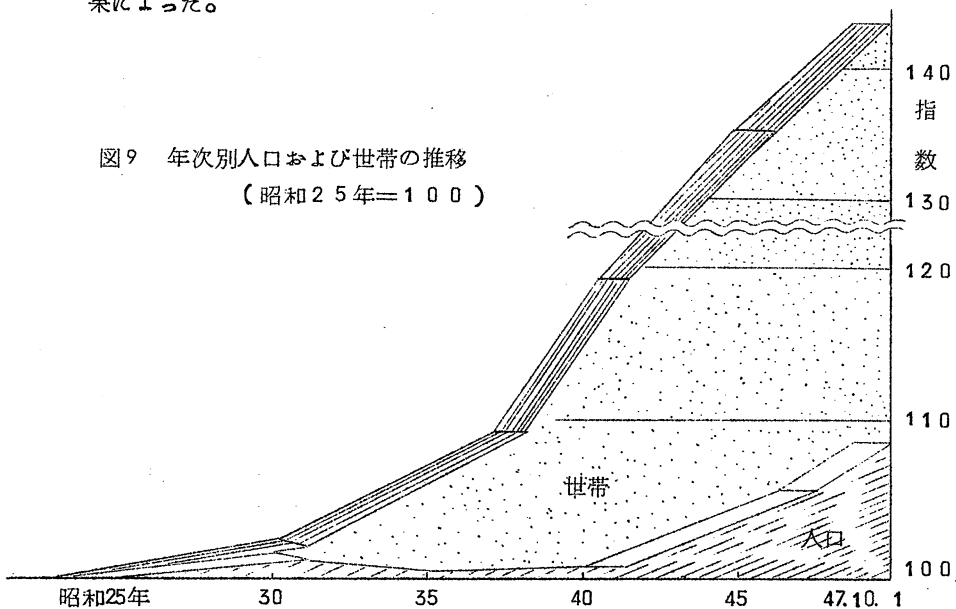 果によった。
図9 年次別人口および世帯の推移
(昭和25年=100)
140
指
数
130
120
110
世帯
人口
100
昭和25年 30 35 40 45 47.10. 1